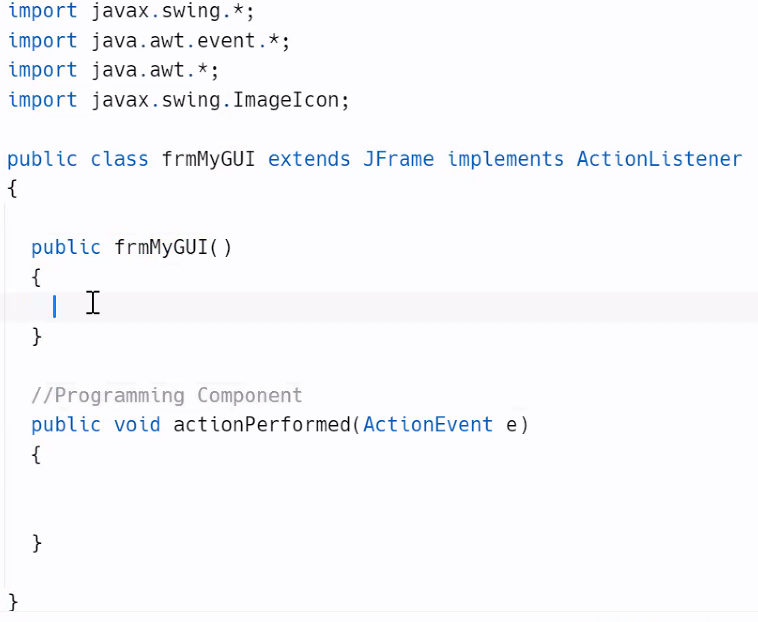 import javax.swing.*;
import javax.awt.event.*;
import java.awt.*;
import javax.swing.ImageIcon;
public class frmMyGUI extends JFrame implements ActionListener
{
public frmMyGUI()
{
}
//Programming Component
public void actionPerformed(ActionEvent e)
{
}
}